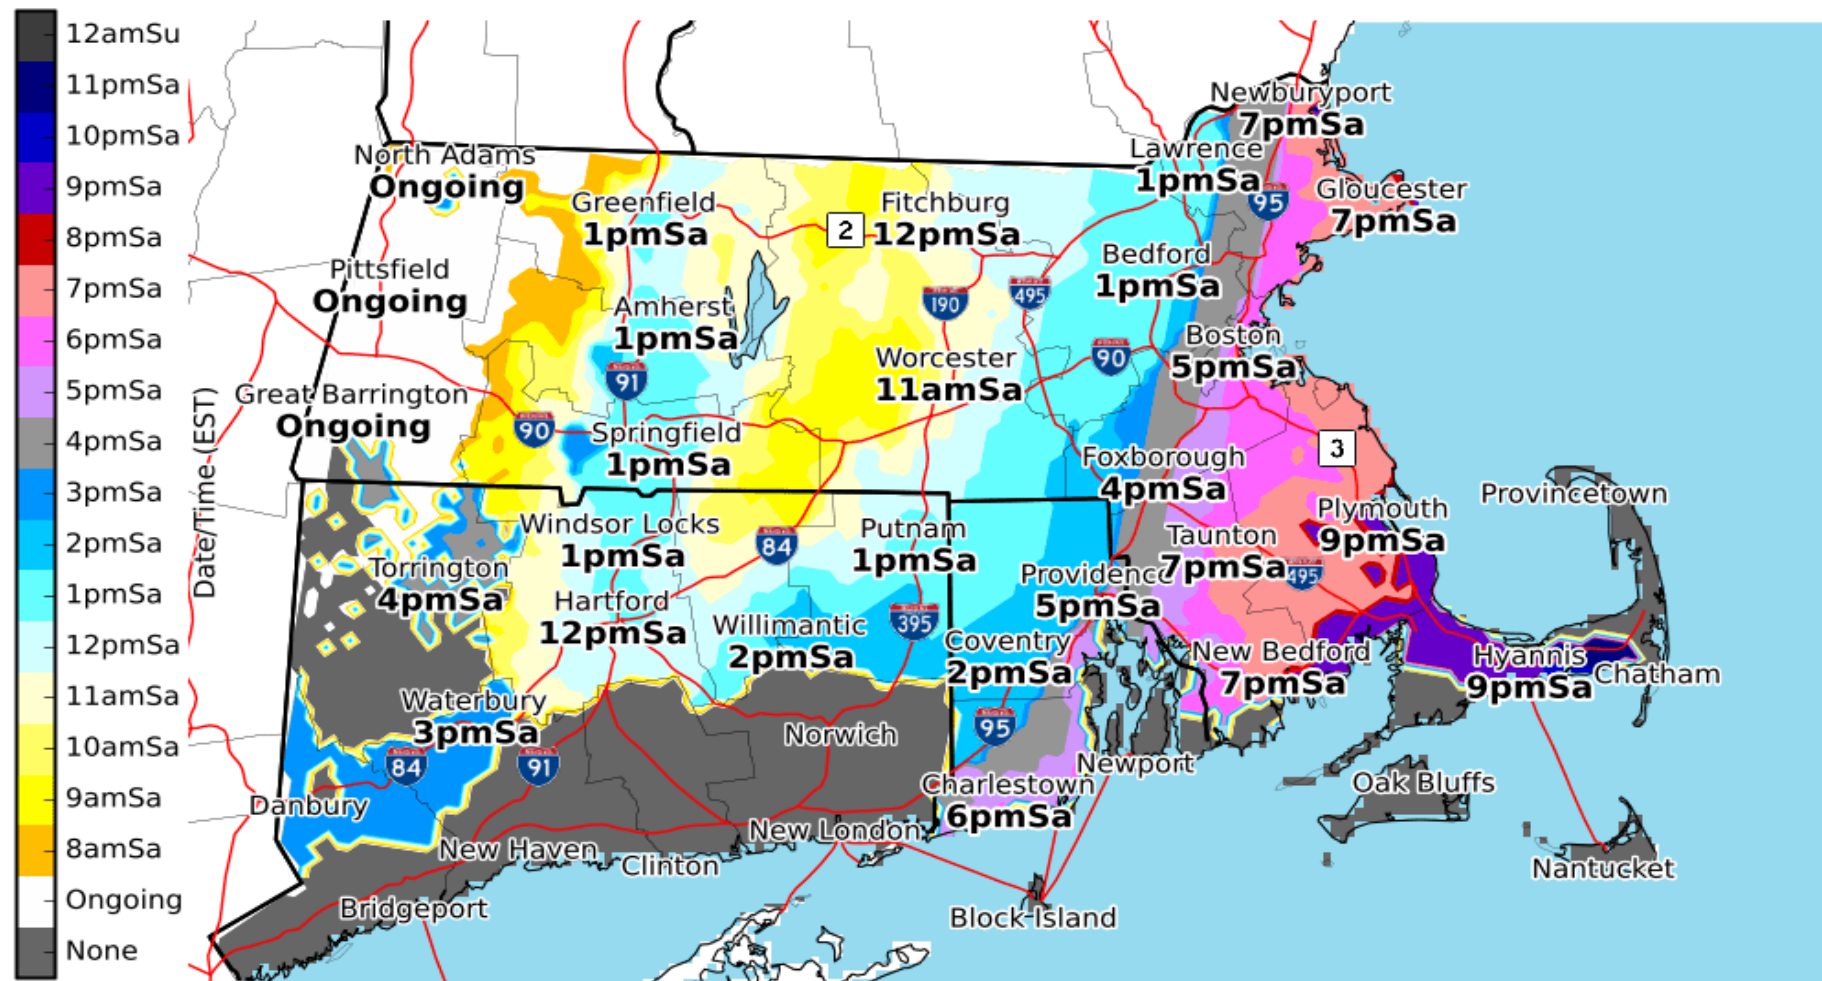 12amSu
11pmSa
10pmSa
9pmSa
8pmSa
7pmSa
6pmSa
5pmSa
4pmSa
3pmSa
2pmSa
1pmSa
12pmSa
11amSa
10amSa
9amSa
8amSa
Ongoing
None
Date/Time (EST)
Newburyport
7pmSa
North Adams
Ongoing
Lawrence
1pmSa
Greenfield
1pmSa
2
Fitchburg
12pmSa
95
Gloucester
7pmSa
Pittsfield
Ongoing
Bedford
1pmSa
190
495
Amherst
1pmSa
Boston
5pmSa
Worcester
11amSa
90
91
Great Barrington
Ongoing
90
Springfield
1pmSa
3
Foxborough
4pmSa
Provincetown
Windsor Locks
1pmSa
84
Putnam
1pmSa
Plymouth
9pmSa
Taunton
7pmSa
495
Torrington
4pmSa
Providence
5pmSa
Hartford
12pmSa
Willimantic
2pmSa
395
Coventry
2pmSa
New Bedford
7pmSa
Hyannis
9pmSa
Chatham
Waterbury
3pmSa
84
91
Norwich
95
Newport
Danbury
Charlestown
6pmSa
Oak Bluffs
New London
New Haven
Clinton
Nantucket
Bridgeport
Block Island